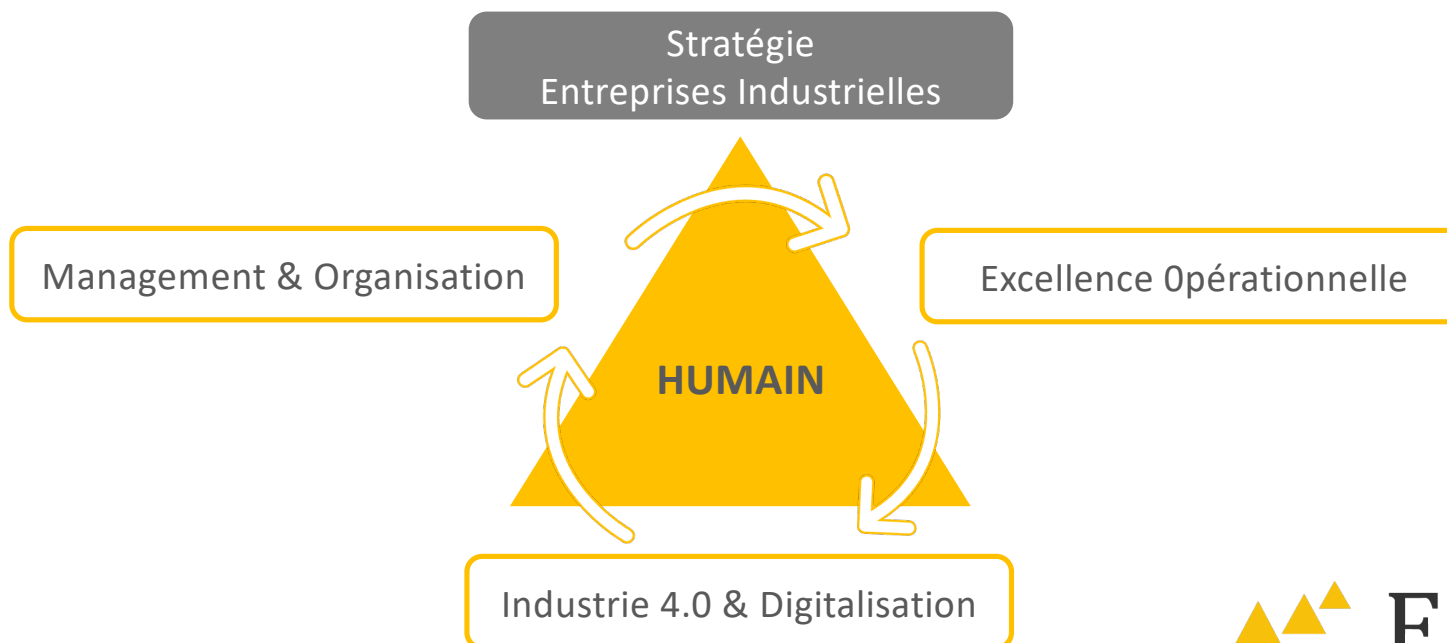 Stratégie
Entreprises Industrielles
Management & Organisation
Excellence 0pérationnelle
HUMAIN
Industrie 4.0 & Digitalisation